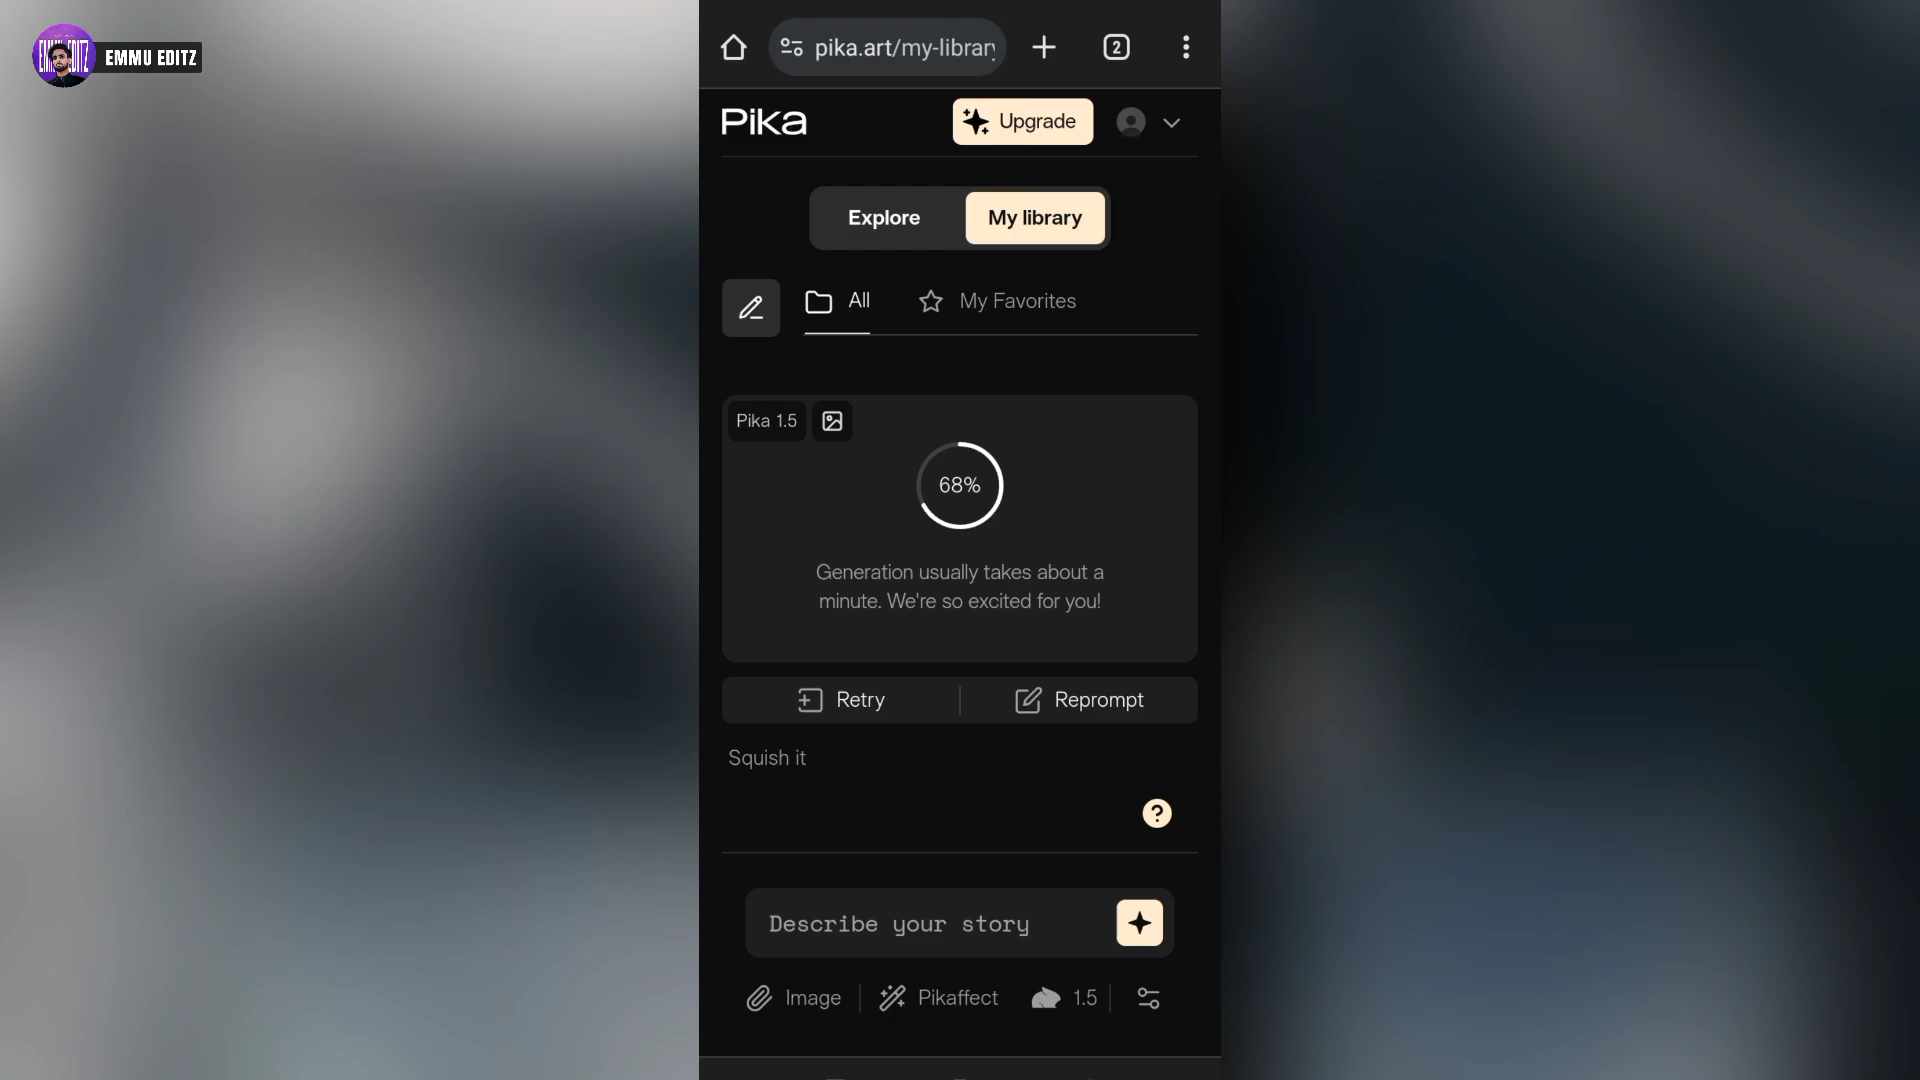 EMMU EDITZ
pika.art/my-library
2
Pika
Upgrade
Explore
My library
All
My Favorites
Pika 1.5
68%
Generation usually takes about a
minute. We're so excited for you!
Retry
Reprompt
Squish it
?
Describe your story
Image
Pikaffect
1.5